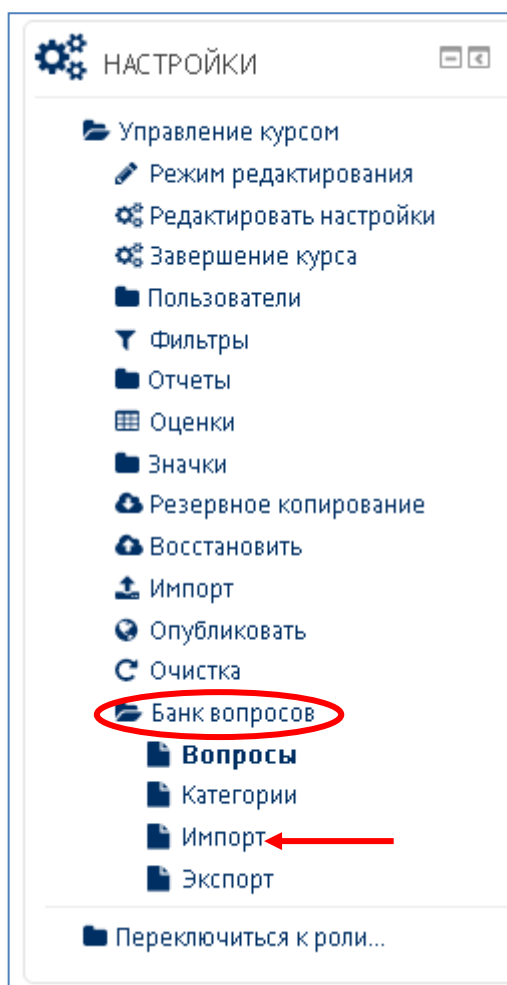 НАСТРОЙКИ
Управление курсом
Режим редактирования
Редактировать настройки
Завершение курса
Пользователи
Фильтры
Отчеты
Оценки
Значки
Резервное копирование
Восстановить
Импорт
Опубликовать
Очистка
Банк вопросов
Вопросы
Категории
Импорт
Экспорт
Переключиться к роли...